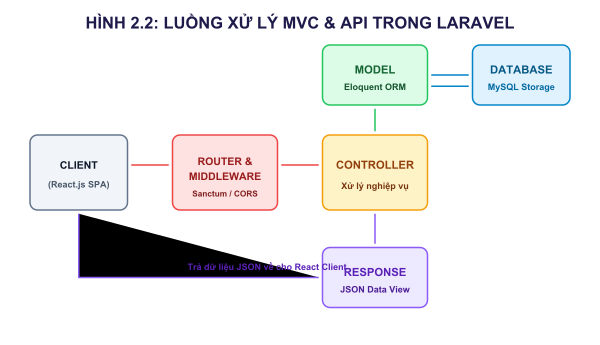 HÌNH 2.2: LUỒNG XỬ LÝ MVC & API TRONG LARAVEL
MODEL
Eloquent ORM
DATABASE
MySQL Storage
CLIENT
(React.js SPA)
ROUTER &
MIDDLEWARE
Sanctum / CORS
CONTROLLER
Xử lý nghiệp vụ
Trả dữ liệu JSON về cho React Client
RESPONSE
JSON Data View